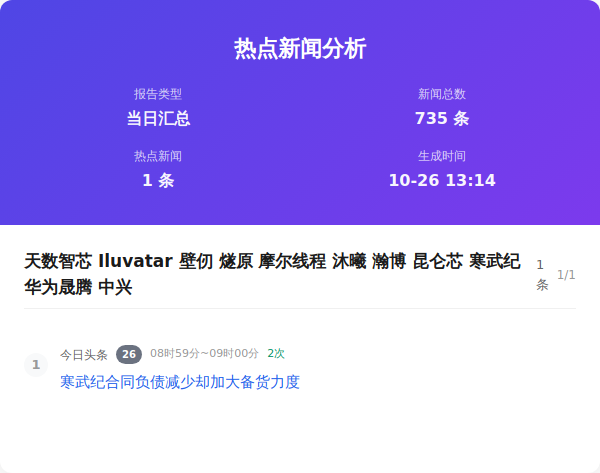 热点新闻分析
报告类型
新闻总数
当日汇总
735 条
热点新闻
生成时间
1 条
10-26 13:14
天数智芯 Iluvatar 壁仞 燧原 摩尔线程 沐曦 瀚博 昆仑芯 寒武纪
华为晟腾 中兴
1
条
1/1
1
今日头条 26 08时59分~09时00分 2次
寒武纪合同负债减少却加大备货力度